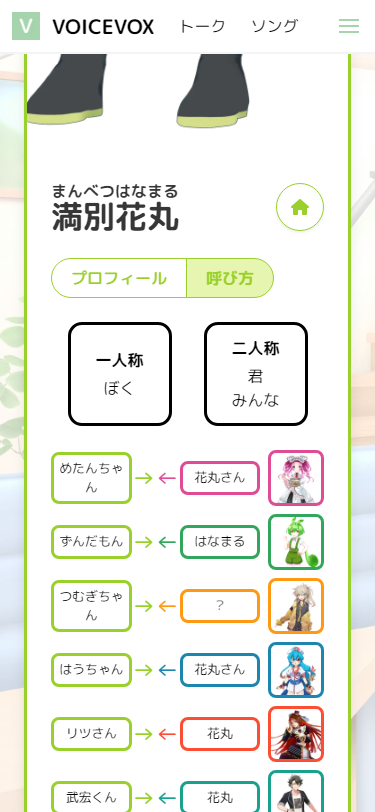 V VOICEVOX トーク ソング
まんべつはなまる
満別花丸
プロフィール 呼び方
一人称
ぼく
二人称
君
みんな
めたんちゃ
ん
花丸さん
ずんだもん
はなまる
つむぎちゃ
ん
？
はうちゃん
花丸さん
リツさん
花丸
武宏くん
花丸